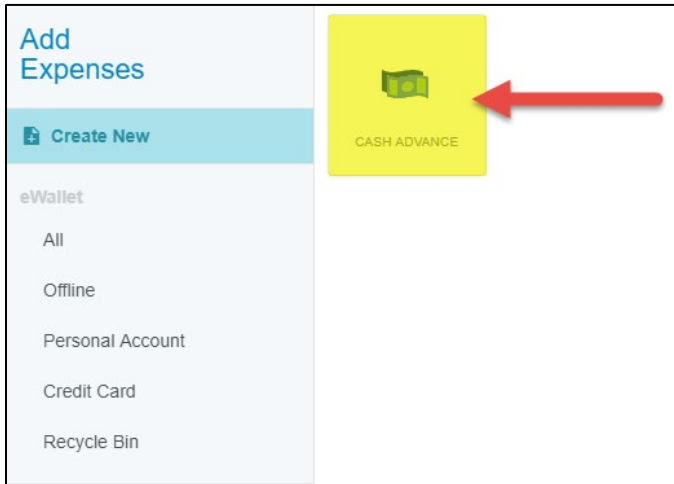 Add
Expenses
Create New
eWallet
All
Offline
Personal Account
Credit Card
Recycle Bin
CASH ADVANCE